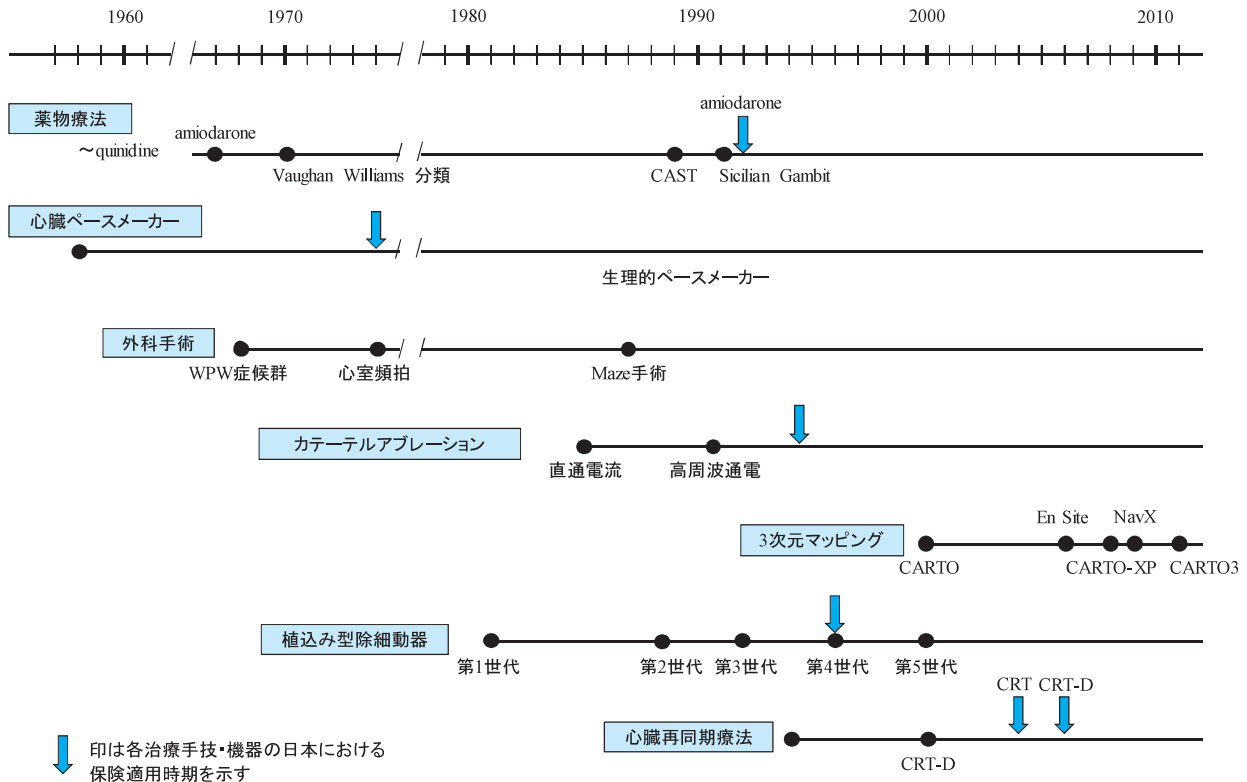 1960 1970 1980 1990 2000 2010
薬物療法
amiodarone
amiodarone
～quinidine
Vaughan Williams 分類
CAST
Sicilian Gambit
心臓ペースメーカー
生理的ペースメーカー
外科手術
WPW症候群
心室頻拍
Maze手術
カテーテルアブレーション
直通電流
高周波通電
3次元マッピング
En Site
NavX
CARTO
CARTO-XP
CARTO3
植込み型除細動器
第1世代
第2世代
第3世代
第4世代
第5世代
CRT
CRT-D
心臓再同期療法
CRT-D
印は各治療手技・機器の日本における
保険適用時期を示す